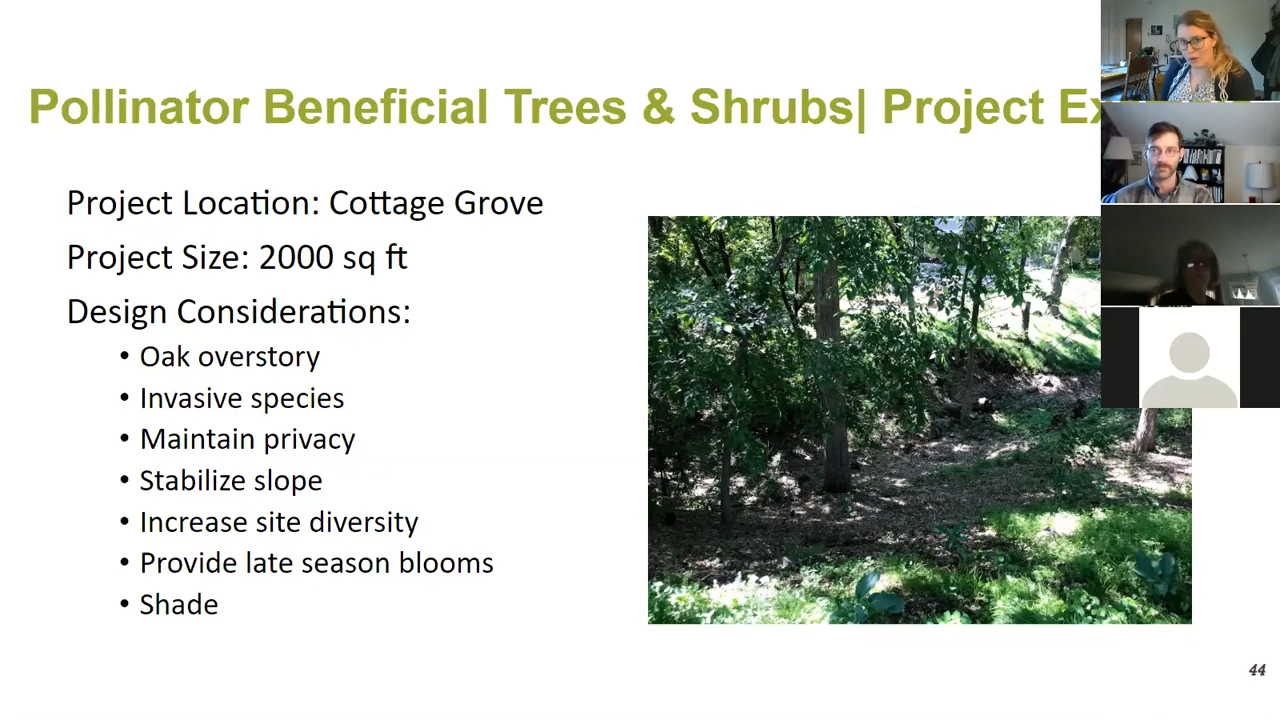 Pollinator Beneficial Trees & Shrubs| Project Ex
Project Location: Cottage Grove
Project Size: 2000 sq ft
Design Considerations:
• Oak overstory
• Invasive species
• Maintain privacy
• Stabilize slope
• Increase site diversity
• Provide late season blooms
• Shade
44